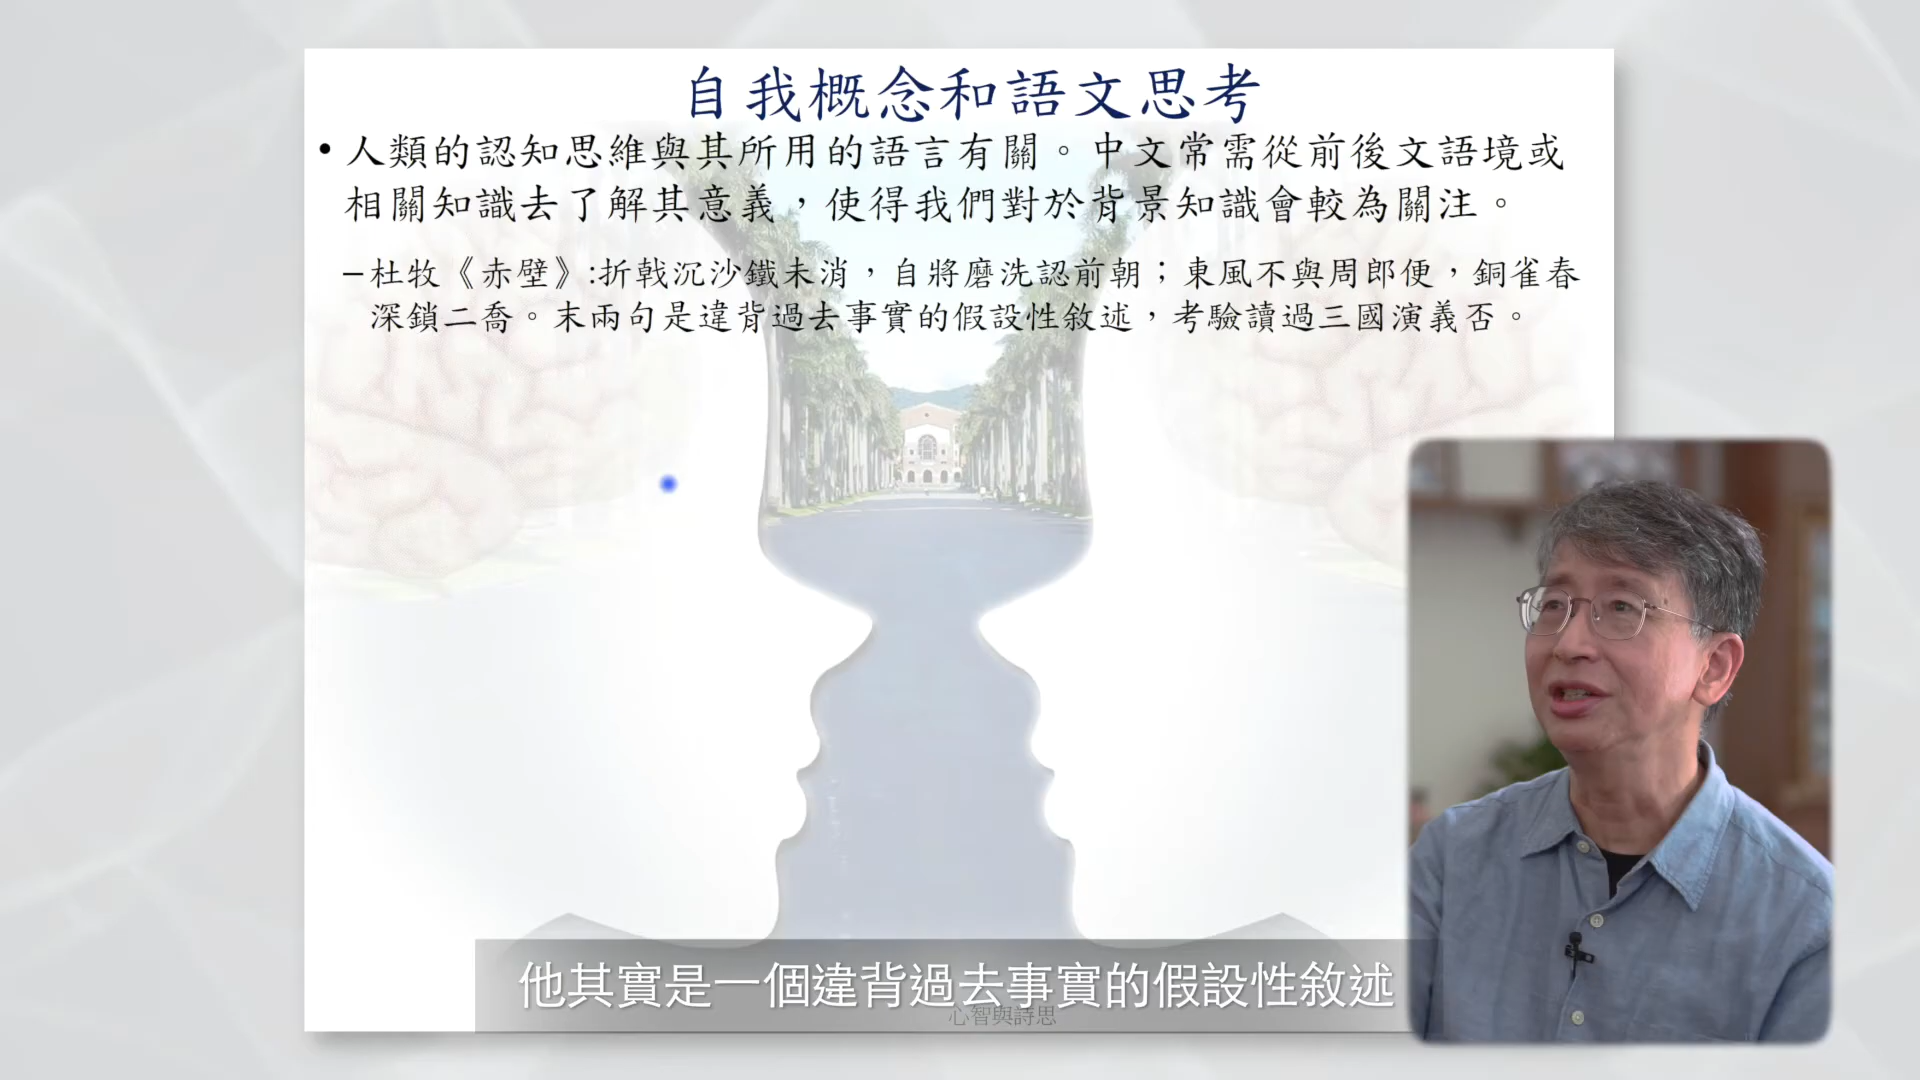 自我概念和語文思考
• 人類的認知思維與其所用的語言有關。中文常需從前後文語境或
相關知識去了解其意義，使得我們對於背景知識會較為關注。
–杜牧《赤壁》:折戟沉沙鐵未消，自將磨洗認前朝；東風不與周郎便，銅雀春
深鎖二喬。末兩句是違背過去事實的假設性敘述，考驗讀過三國演義否。
他其實是一個違背過去事實的假設性敘述
心智與詩思